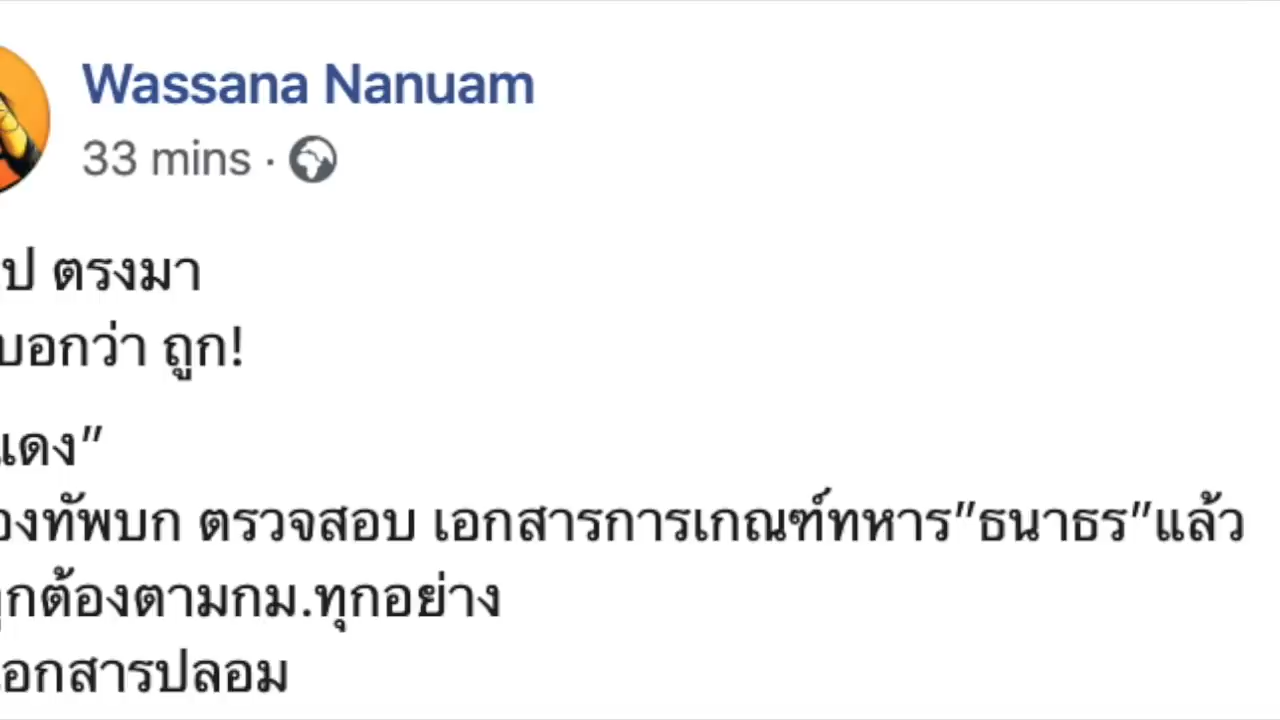 Wassana Nanuam
33 mins ·
ป ตรงมา
บอกว่า ถูก!
แดง”
องทัพบก ตรวจสอบ เอกสารการเกณฑ์ทหาร”ธนาธร”แล้ว
ูกต้องตามกม.ทุกอย่าง
เอกสารปลอม